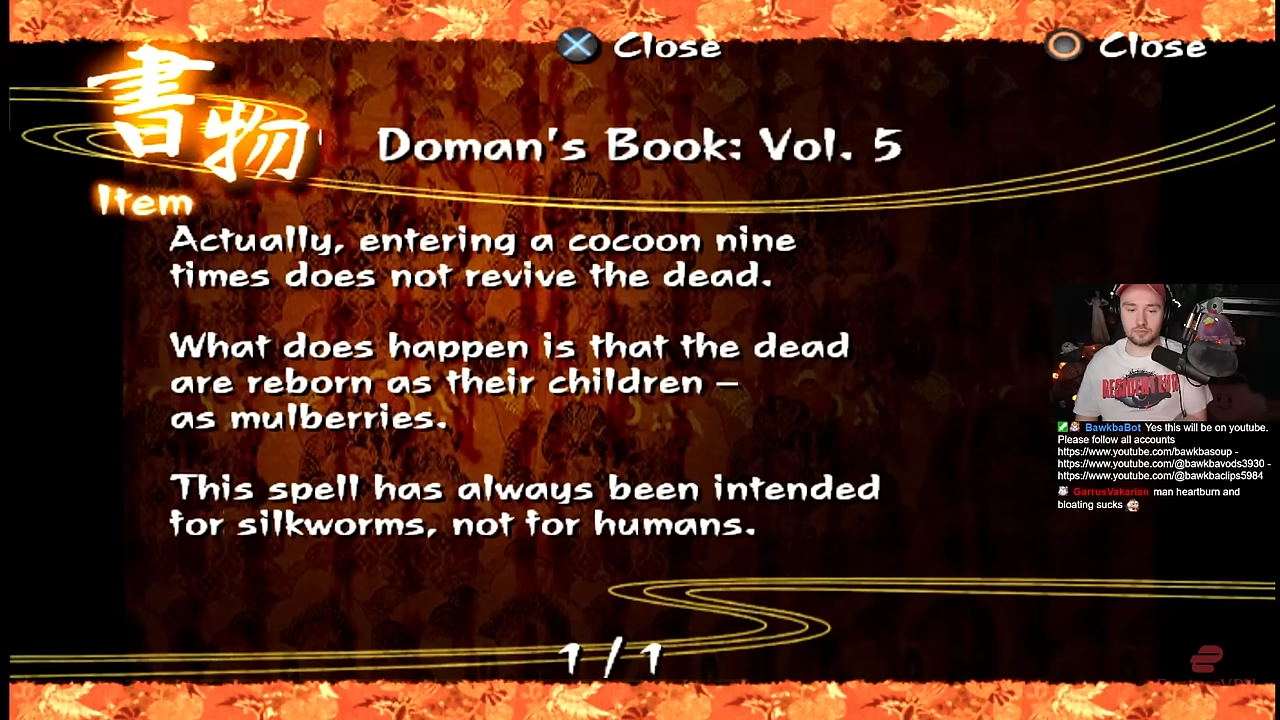 Close
Close
書物
Item
Doman's Book: Vol. 5
Actually, entering a cocoon nine
times does not revive the dead.
What does happen is that the dead
are reborn as their children –
as mulberries.
This spell has always been intended
for silkworms, not for humans.
1/1
RESIDENT EVIL
BawkbaBot Yes this will be on youtube.
Please follow all accounts
https://www.youtube.com/bawkbasoup -
https://www.youtube.com/@bawkbavods3930 -
https://www.youtube.com/@bawkbaclips5984
GarrusVakarian man heartburn and
bloating sucks